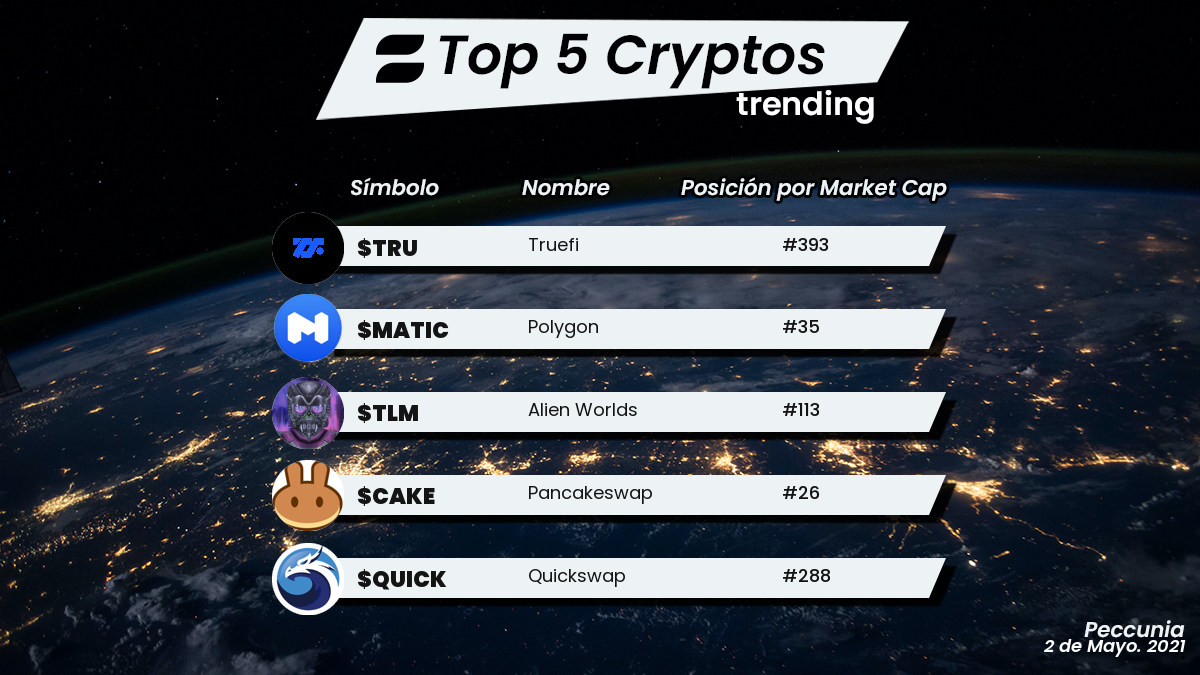 Top 5 Cryptos
trending
Símbolo Nombre Posición por Market Cap
$TRU Truefi #393
$MATIC Polygon #35
$TLM Alien Worlds #113
$CAKE Pancakeswap #26
$QUICK Quickswap #288
Peccunia
2 de Mayo. 2021